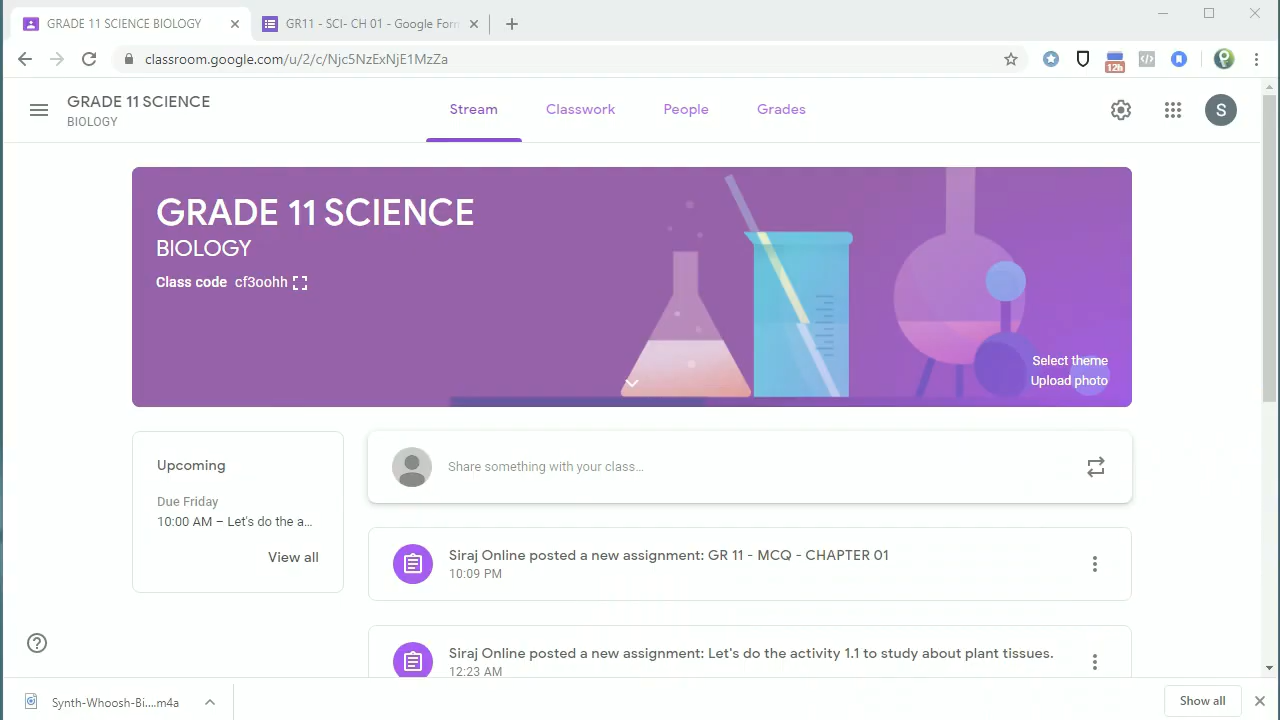 GRADE 11 SCIENCE BIOLOGY
GR11 - SCI- CH 01 - Google Form
classroom.google.com/u/2/c/Njc5NzExNjE1MzZa
126
GRADE 11 SCIENCE
BIOLOGY
Stream
Classwork
People
Grades
S
GRADE 11 SCIENCE
BIOLOGY
Class code cf3oohh
Select theme
Upload photo
Upcoming
Due Friday
10:00 AM – Let's do the a...
View all
Share something with your class...
Siraj Online posted a new assignment: GR 11 - MCQ - CHAPTER 01
10:09 PM
Siraj Online posted a new assignment: Let's do the activity 1.1 to study about plant tissues.
12:23 AM
Synth-Whoosh-Bi....m4a
Show all